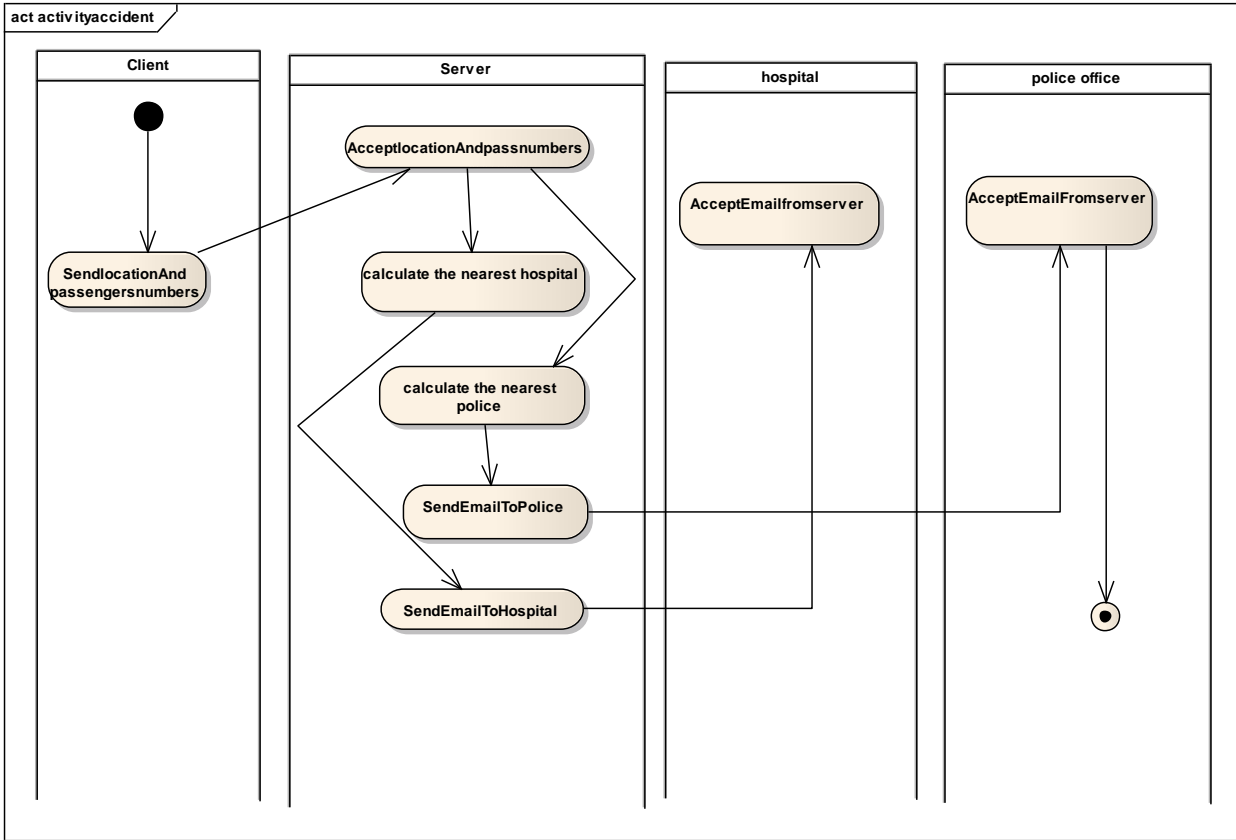 act activityaccident
Client
Server
hospital
police office
AcceptlocationAndpassnumbers
AcceptEmailfromserver
AcceptEmailFromserver
SendlocationAnd
passengersnumbers
calculate the nearest hospital
calculate the nearest
police
SendEmailToPolice
SendEmailToHospital